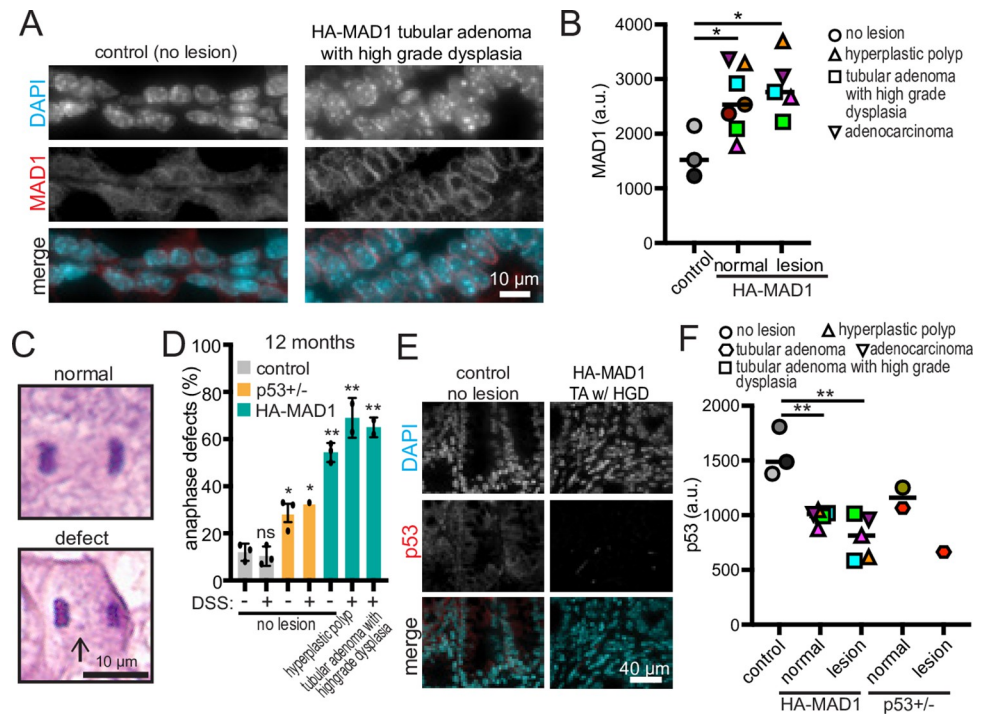 A
control (no lesion)
HA-MAD1 tubular adenoma
with high grade dysplasia
DAPI
MAD1
merge
10 µm
B
4000
3000
2000
1000
0
MAD1 (a.u.)
*
*
control
normal lesion
HA-MAD1
no lesion
hyperplastic polyp
tubular adenoma
with high grade
dysplasia
adenocarcinoma
C
normal
defect
10 µm
D
12 months
control
p53+/-
HA-MAD1
100
80
60
40
20
0
anaphase defects (%)
ns
*
*
**
**
**
DSS: - + - + - + +
no lesion
hyperplastic polyp
tubular adenoma with
highgrade dysplasia
E
control
no lesion
HA-MAD1
TA w/ HGD
DAPI
p53
merge
40 µm
F
no lesion
hyperplastic polyp
tubular adenoma
adenocarcinoma
tubular adenoma with high grade
dysplasia
2000
1500
1000
500
0
p53 (a.u.)
**
**
control
normal
lesion
normal
lesion
HA-MAD1
p53+/-